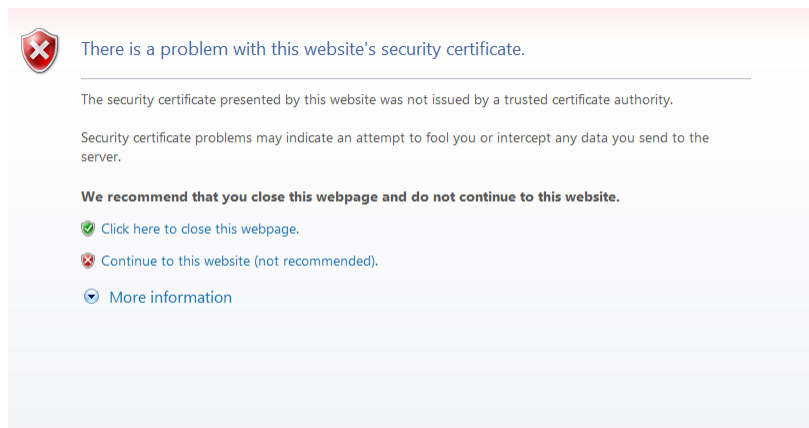 There is a problem with this website's security certificate.
The security certificate presented by this website was not issued by a trusted certificate authority.
Security certificate problems may indicate an attempt to fool you or intercept any data you send to the
server.
We recommend that you close this webpage and do not continue to this website.
Click here to close this webpage.
Continue to this website (not recommended).
More information